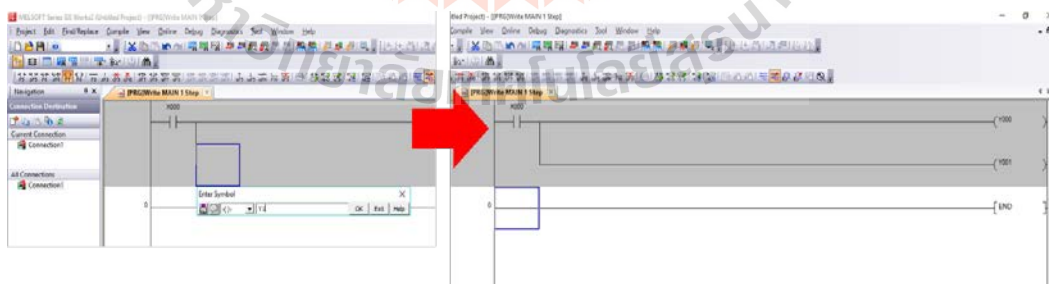 MELSOFT Series GX Works2 (Untitled Project) - [[PRG]Write MAIN 1 Step]
Project Edit Find/Replace Compile View Online Debug Diagnostics Tool Window Help
Navigation
[PRG]Write MAIN 1 Step
Connection Destination
Current Connection
Connection1
All Connections
Connection1
X000
Enter Symbol
OK Exit Help
0
titled Project) - [[PRG]Write MAIN 1 Step]
Compile View Online Debug Diagnostics Tool Window Help
[PRG]Write MAIN 1 Step
X000
Y000
Y001
0
END